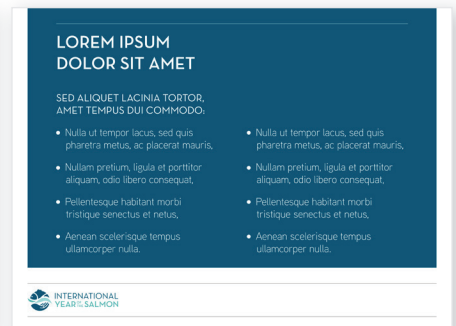 LOREM IPSUM
DOLOR SIT AMET
SED ALIQUET LACINIA TORTOR,
AMET TEMPUS DUI COMMODO:
• Nulla ut tempor lacus, sed quis
pharetra metus, ac placerat mauris,
• Nullam pretium, ligula et porttitor
aliquam, odio libero consequat,
• Pellentesque habitant morbi
tristique senectus et netus,
• Aenean scelerisque tempus
ullamcorper nulla.
• Nulla ut tempor lacus, sed quis
pharetra metus, ac placerat mauris,
• Nullam pretium, ligula et porttitor
aliquam, odio libero consequat,
• Pellentesque habitant morbi
tristique senectus et netus,
• Aenean scelerisque tempus
ullamcorper nulla.
INTERNATIONAL
YEAR OF THE SALMON